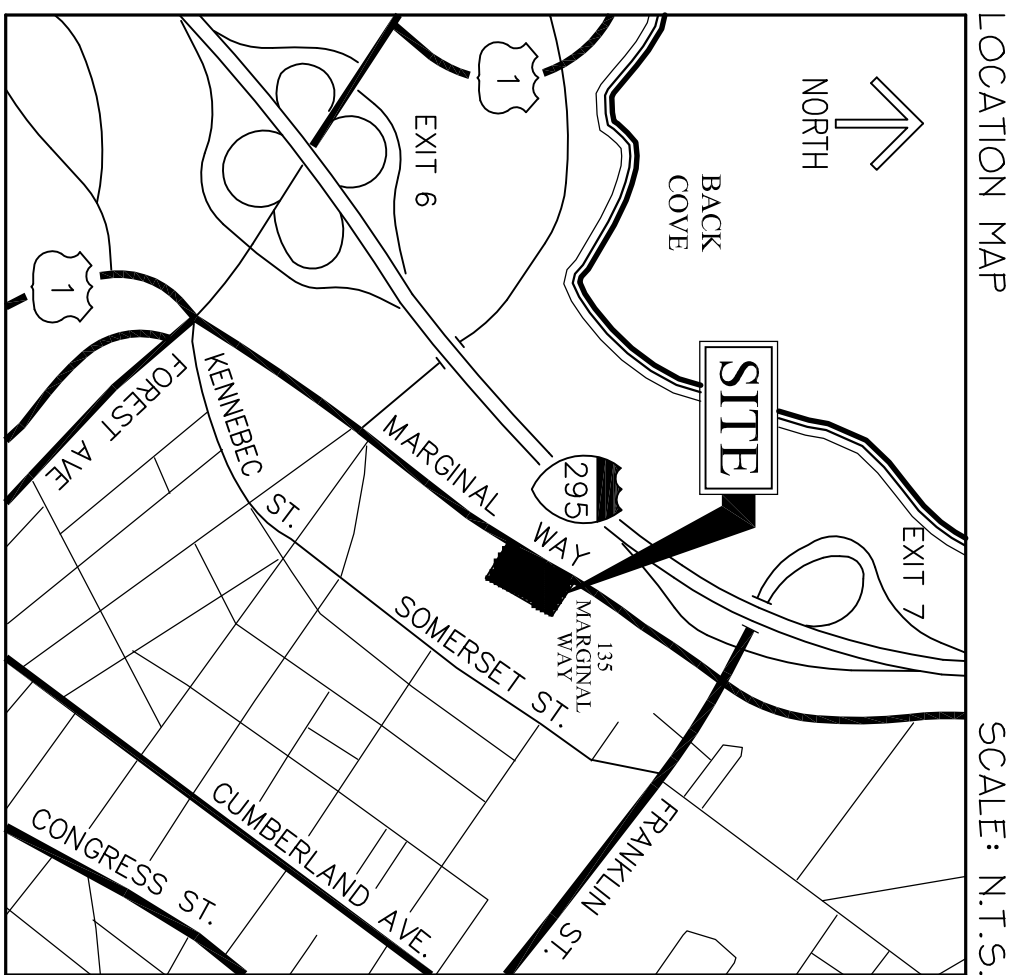 LOCATION MAP
SCALE: N.T.S.
NORTH
BACK
COVE
SITE
EXIT 7
EXIT 6
1
1
295
135
MARGINAL
WAY
MARGINAL WAY
KENNEBEC ST.
FOREST AVE
SOMERSET ST.
FRANKLIN ST.
CUMBERLAND AVE.
CONGRESS ST.